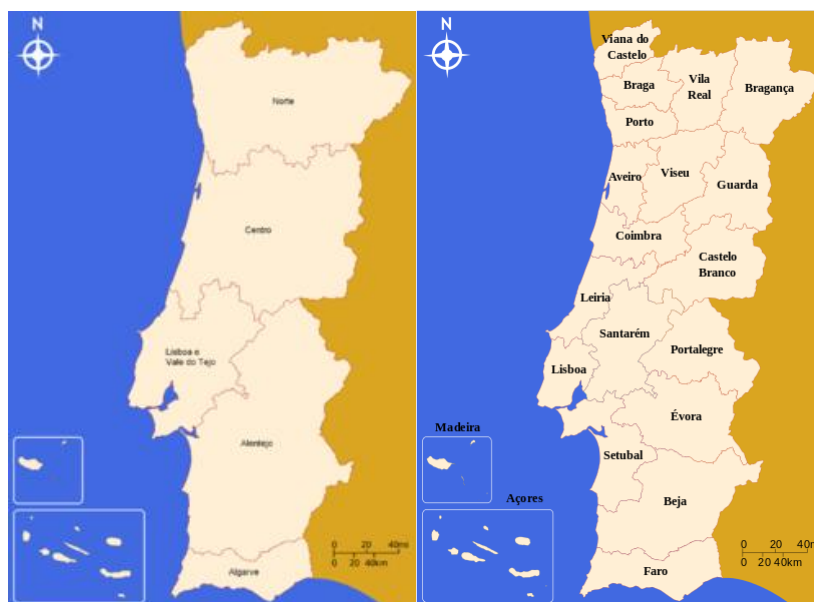 N
Norte
Centro
Lisboa e
Vale do Tejo
Alentejo
Algarve
0 20 40ms
0 20 40km
N
Viana do
Castelo
Braga
Vila
Real
Bragança
Porto
Aveiro
Viseu
Guarda
Coimbra
Castelo
Branco
Leiria
Santarém
Portalegre
Lisboa
Évora
Madeira
Setubal
Açores
Beja
Faro
0 20 40m
0 20 40km